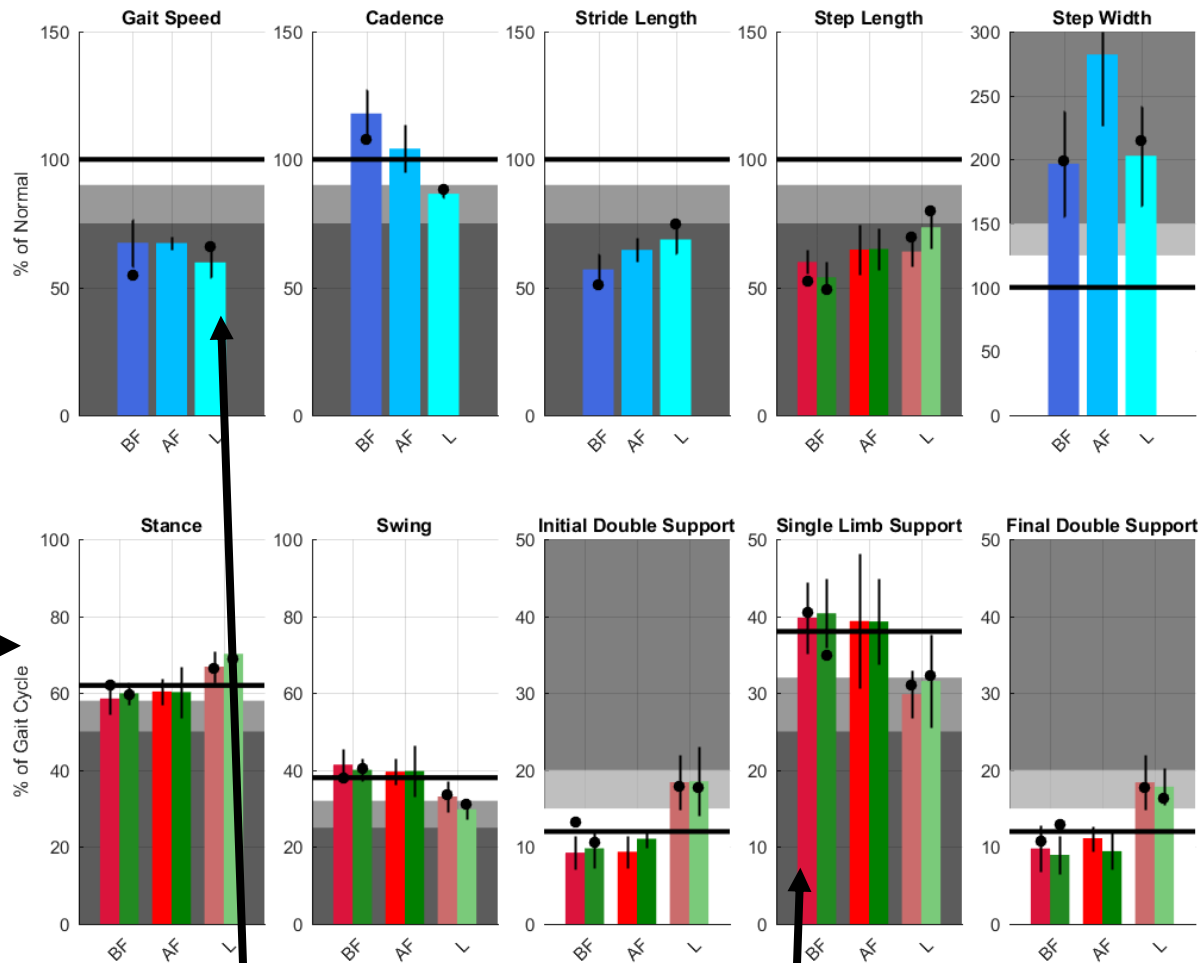 Gait Speed
Cadence
Stride Length
Step Length
Step Width
% of Normal
150
100
50
0
BF
AF
L
150
100
50
0
BF
AF
L
150
100
50
0
BF
AF
L
150
100
50
0
BF
AF
L
300
250
200
150
100
50
0
BF
AF
L
Stance
Swing
Initial Double Support
Single Limb Support
Final Double Support
% of Gait Cycle
100
80
60
40
20
0
BF
AF
L
100
80
60
40
20
0
BF
AF
L
50
40
30
20
10
0
BF
AF
L
50
40
30
20
10
0
BF
AF
L
50
40
30
20
10
0
BF
AF
L